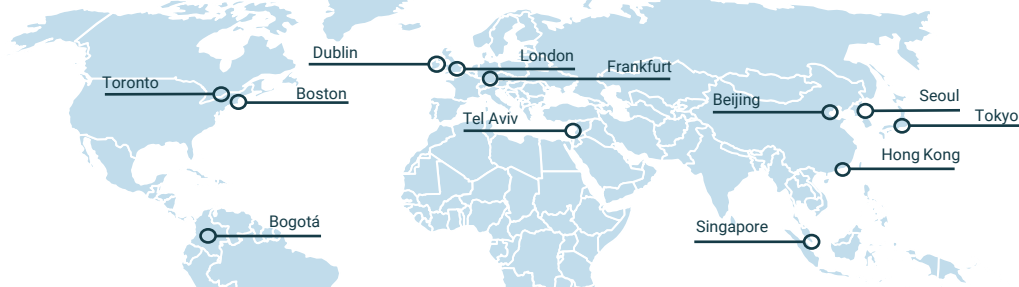 Dublin
London
Frankfurt
Toronto
Boston
Beijing
Seoul
Tel Aviv
Tokyo
Hong Kong
Bogotá
Singapore